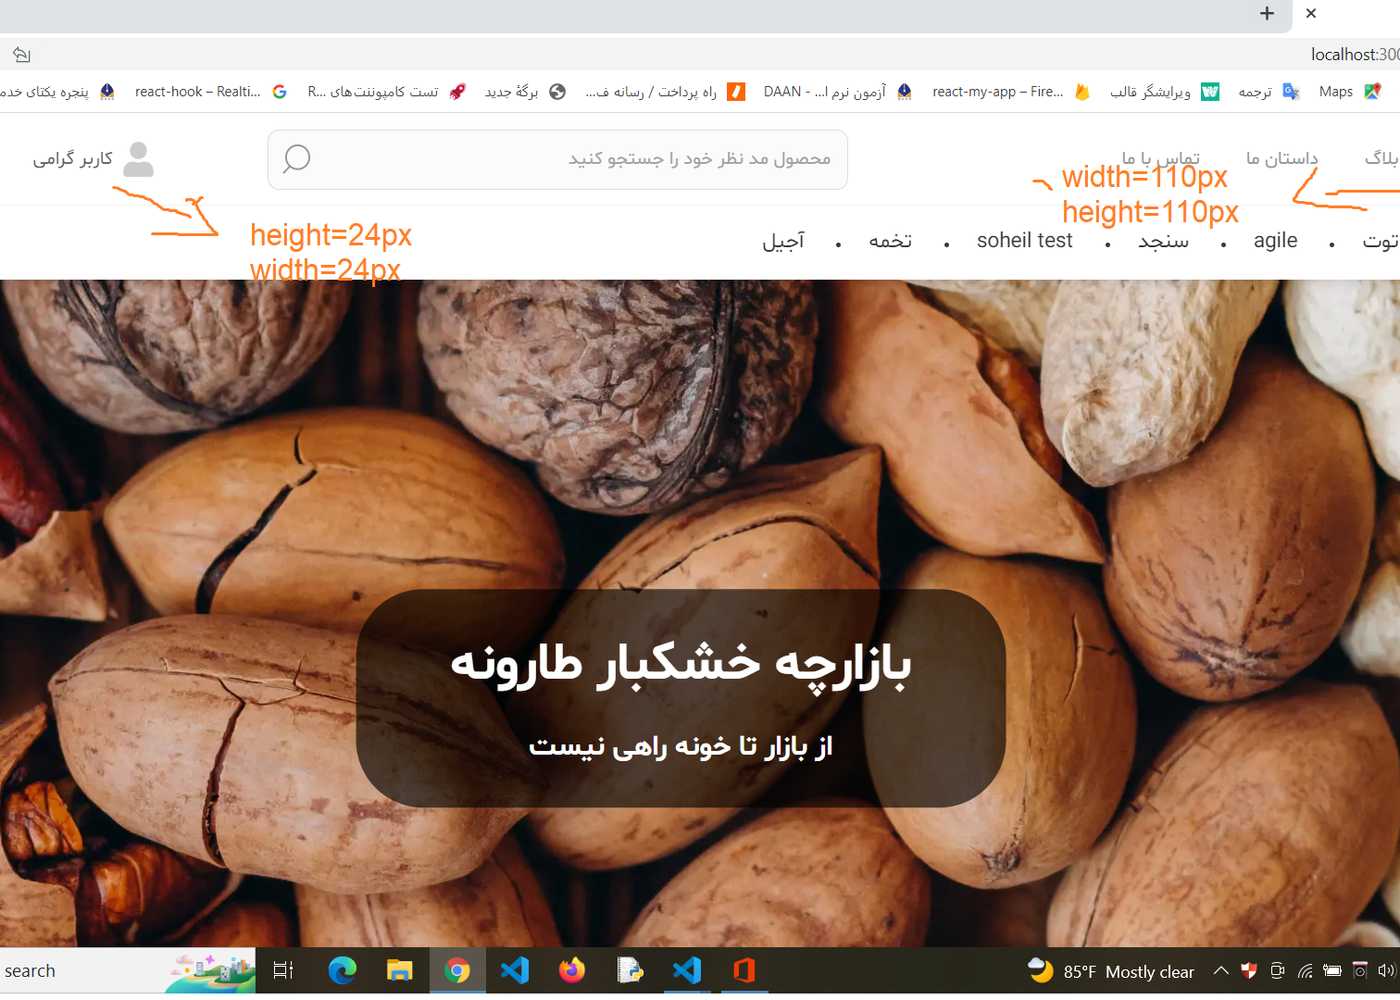 localhost:300
Maps
ترجمه
ویرایشگر قالب
react-my-app – Fire...
DAAN - ...آزمون نرم ا
راه پرداخت / رسانه ف...
برگهٔ جدید
تست کامپوننت‌های R...
react-hook – Realti...
پنجره یکتای خدم
بلاگ
داستان ما
تماس با ما
محصول مد نظر خود را جستجو کنید
کاربر گرامی
width=110px
height=110px
height=24px
width=24px
توت
agile
سنجد
soheil test
تخمه
آجیل
بازارچه خشکبار طارونه
از بازار تا خونه راهی نیست
search
85°F Mostly clear